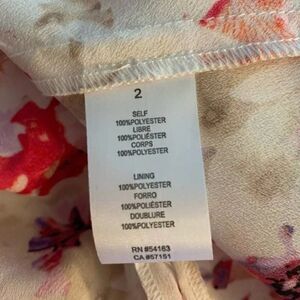 2
SELF
100%POLYESTER
LIBRE
100%POLIÉSTER
CORPS
100%POLYESTER
LINING
100%POLYESTER
FORRO
100%POLIÉSTER
DOUBLURE
100%POLYESTER
RN #54163
CA #57151